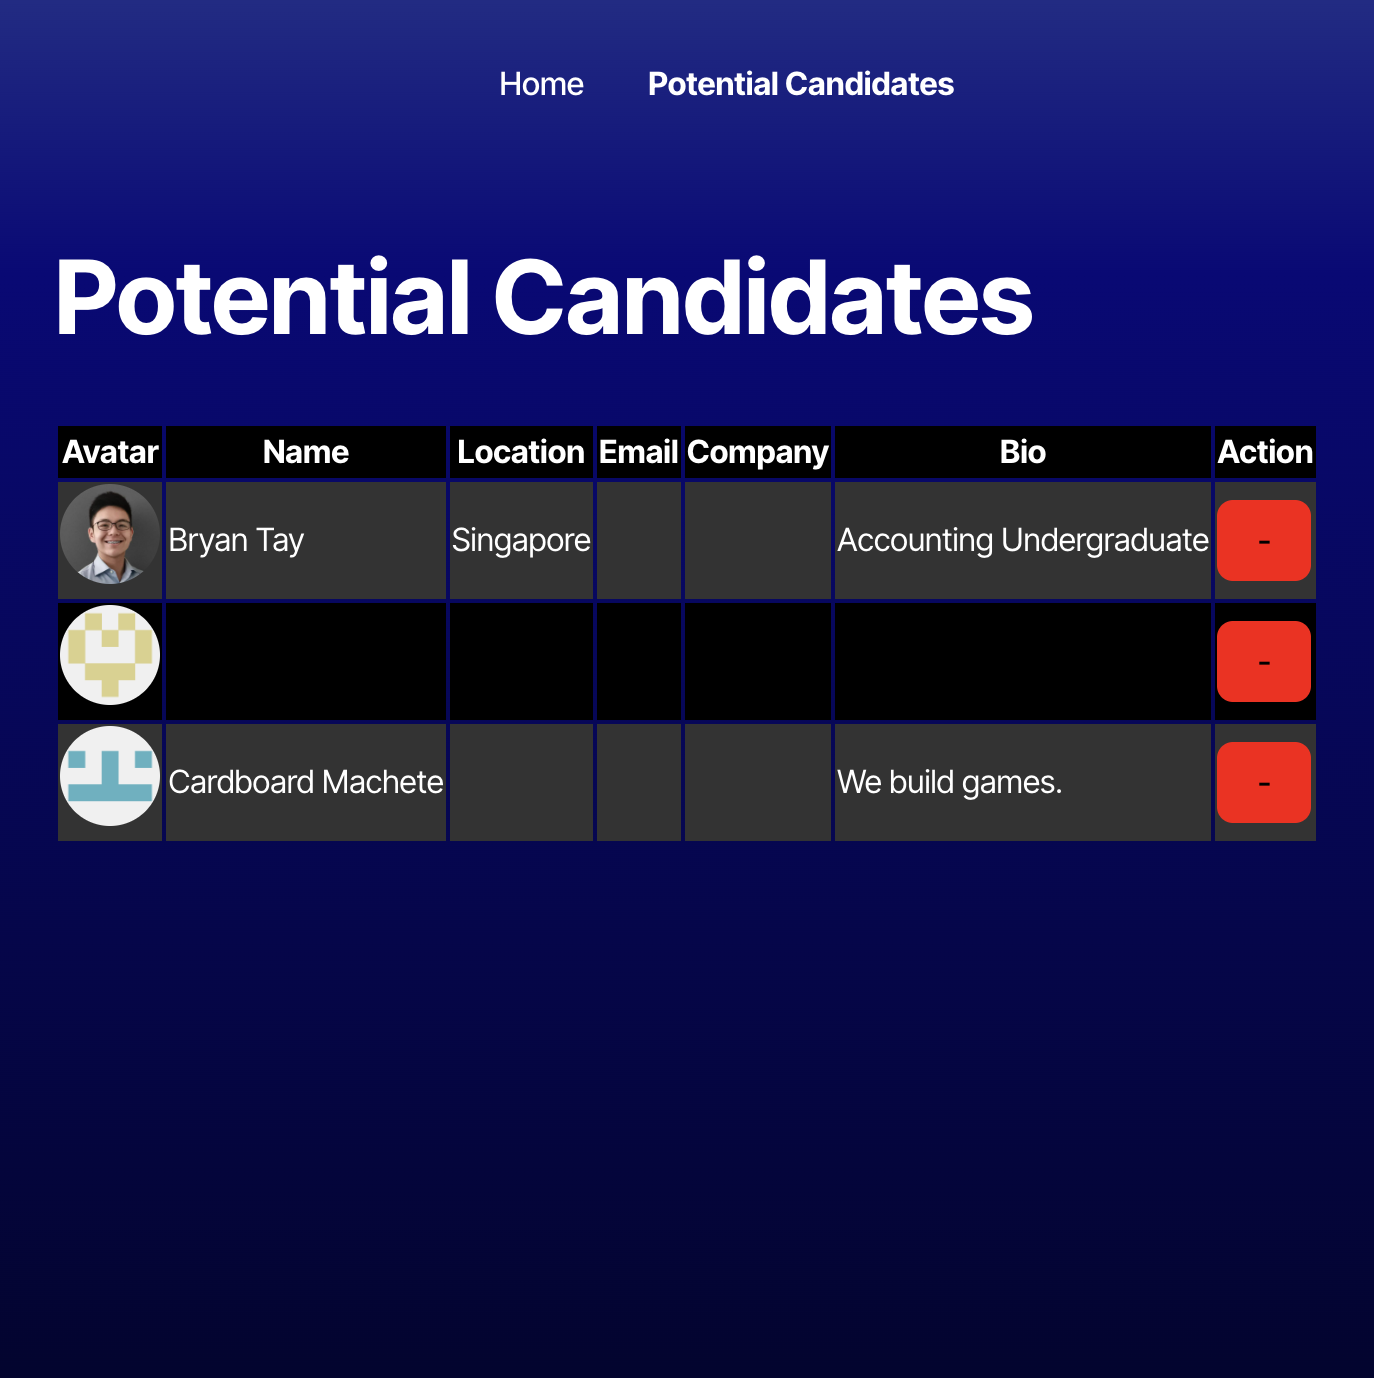 Home Potential Candidates
Potential Candidates
Avatar Name Location Email Company Bio Action
Bryan Tay Singapore Accounting Undergraduate -
-
Cardboard Machete We build games. -